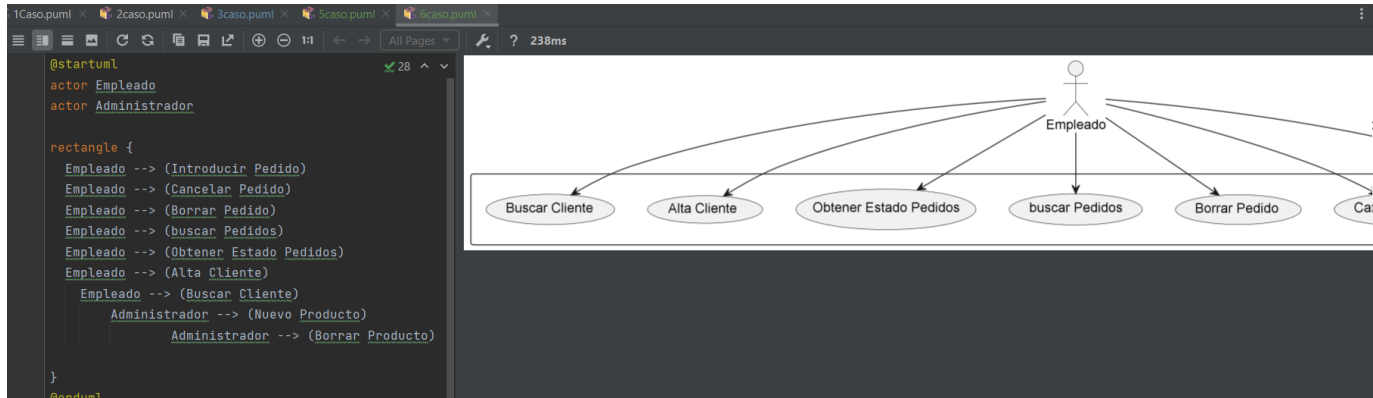 1Caso.puml
2caso.puml
3caso.puml
5caso.puml
6caso.puml
1:1
All Pages
?
238ms
@startuml
28
actor Empleado
actor Administrador
rectangle {
Empleado --> (Introducir Pedido)
Empleado --> (Cancelar Pedido)
Empleado --> (Borrar Pedido)
Empleado --> (buscar Pedidos)
Empleado --> (Obtener Estado Pedidos)
Empleado --> (Alta Cliente)
Empleado --> (Buscar Cliente)
Administrador --> (Nuevo Producto)
Administrador --> (Borrar Producto)
}
@enduml
Empleado
Buscar Cliente
Alta Cliente
Obtener Estado Pedidos
buscar Pedidos
Borrar Pedido